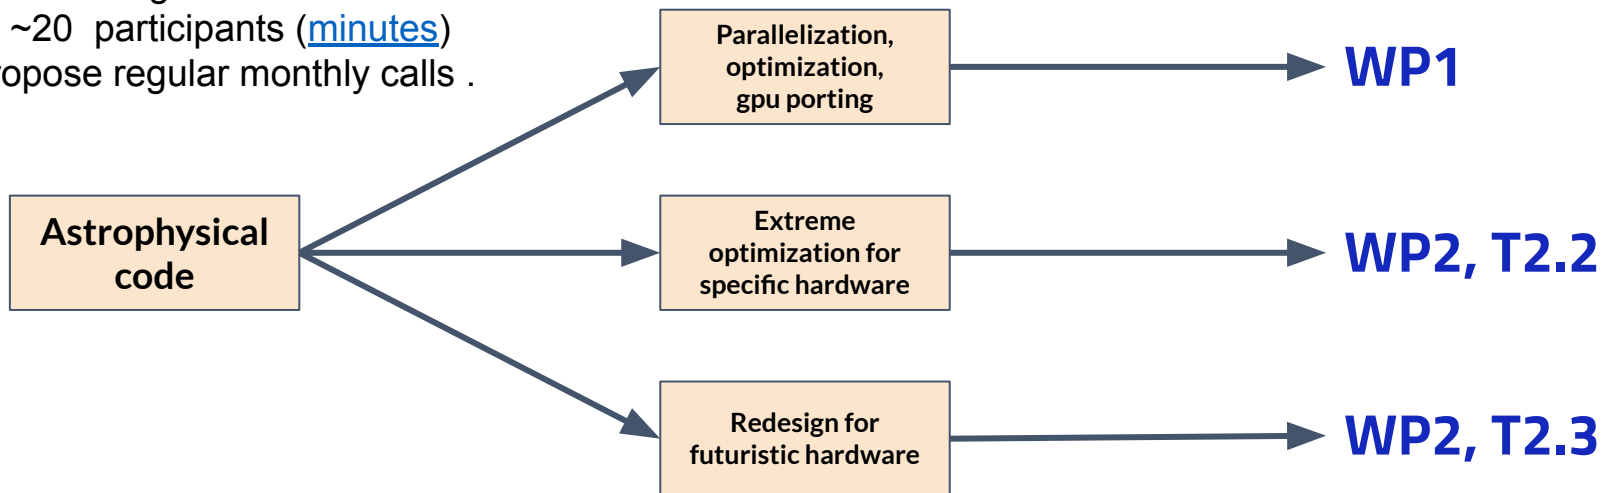 ~20 participants (minutes)
opose regular monthly calls .
Parallelization,
optimization,
gpu porting
WP1
Astrophysical
code
Extreme
optimization for
specific hardware
WP2, T2.2
Redesign for
futuristic hardware
WP2, T2.3